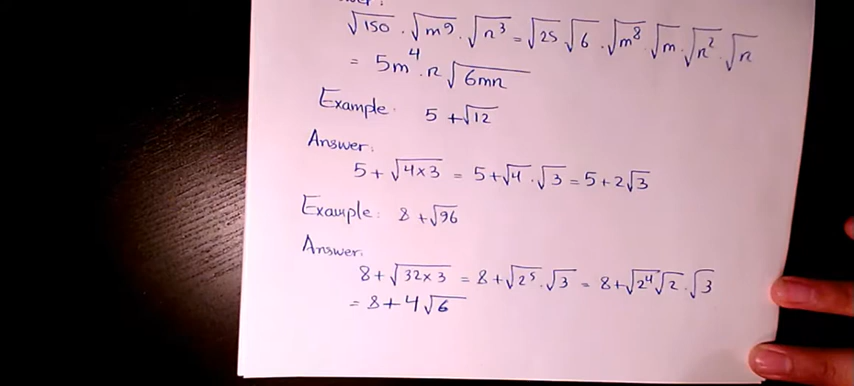 √150 · √m⁹ · √n³ = √25 √6 · √m⁸ · √m · √n² · √n
= 5m⁴ · n √6mn
Example: 5 + √12
Answer:
5 + √4×3 = 5 + √4 · √3 = 5 + 2√3
Example: 8 + √96
Answer:
8 + √32×3 = 8 + √2⁵ · √3 = 8 + √2⁴ √2 · √3
= 8 + 4√6